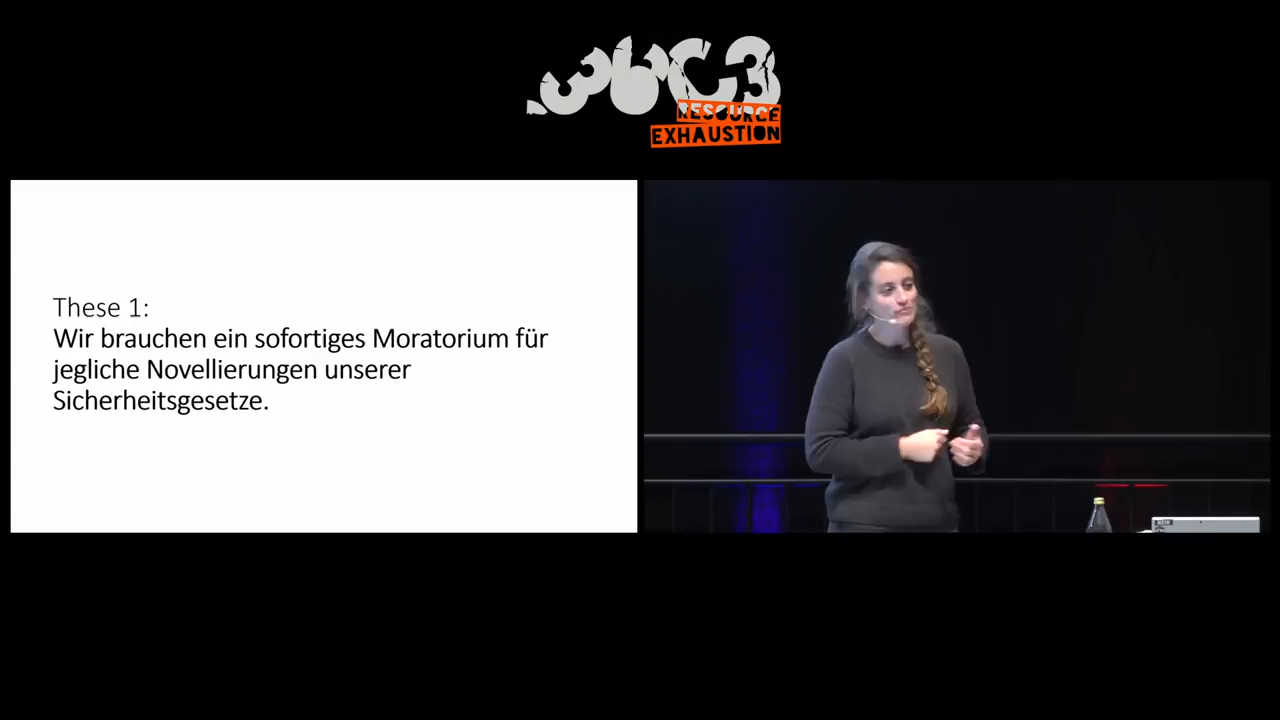 36C3
RESOURCE
EXHAUSTION
These 1:
Wir brauchen ein sofortiges Moratorium für
jegliche Novellierungen unserer
Sicherheitsgesetze.